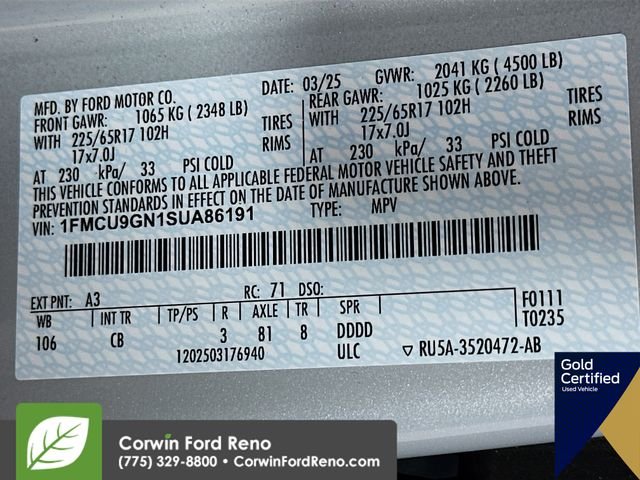 MFD. BY FORD MOTOR CO.
DATE: 03/25 GVWR: 2041 KG ( 4500 LB)
FRONT GAWR: 1065 KG ( 2348 LB)
REAR GAWR: 1025 KG ( 2260 LB)
WITH 225/65R17 102H TIRES
WITH 225/65R17 102H TIRES
17x7.0J RIMS
17x7.0J RIMS
AT 230 kPa/ 33 PSI COLD
AT 230 kPa/ 33 PSI COLD
THIS VEHICLE CONFORMS TO ALL APPLICABLE FEDERAL MOTOR VEHICLE SAFETY AND THEFT
PREVENTION STANDARDS IN EFFECT ON THE DATE OF MANUFACTURE SHOWN ABOVE.
VIN: 1FMCU9GN1SUA86191 TYPE: MPV
EXT PNT: A3 RC: 71 DSO:
WB INT TR TP/PS R AXLE TR SPR
106 CB 3 81 8 DDDD
F0111
T0235
1202503176940 ULC RU5A-3520472-AB
Gold
Certified
Corwin Ford Reno
(775) 329-8800 • CorwinFordReno.com